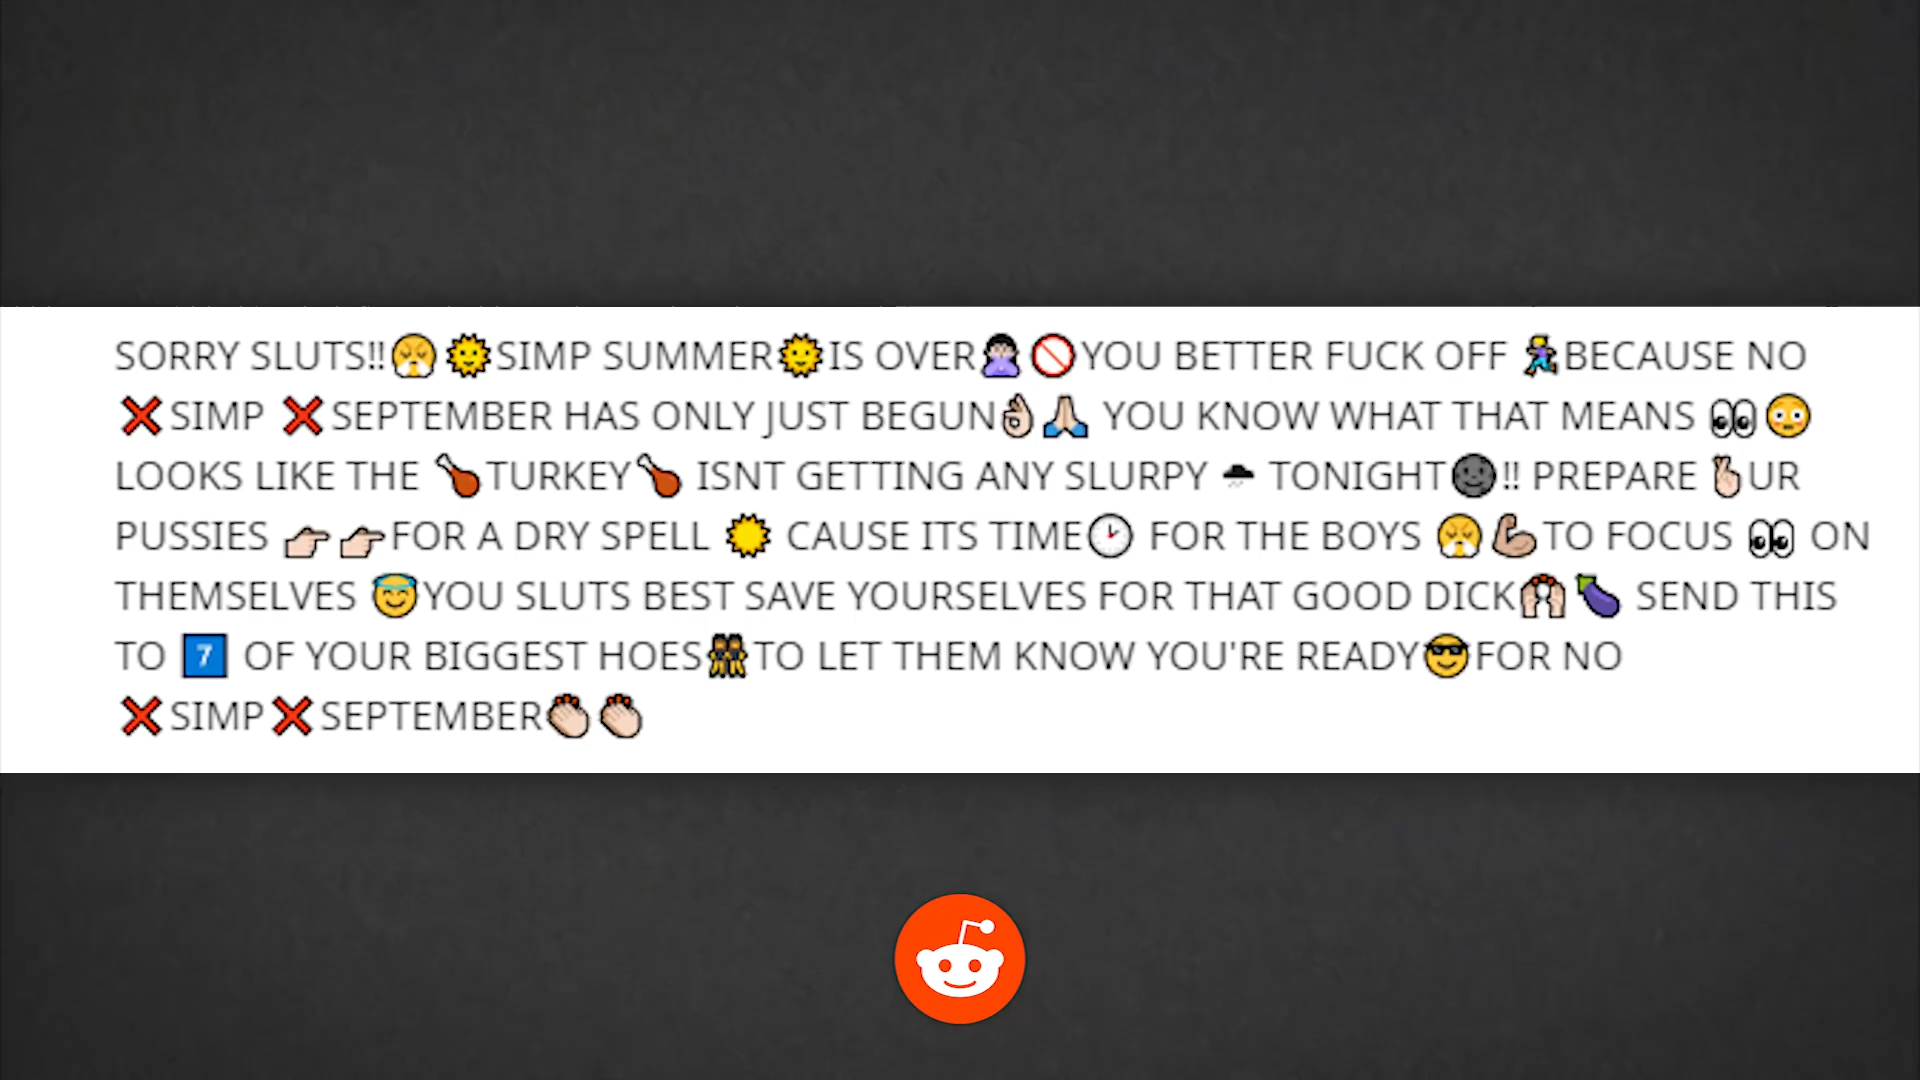 SORRY SLUTS!!😤🌞SIMP SUMMER🌞IS OVER🙅🏻‍♀️🚫YOU BETTER FUCK OFF 🏃🏼‍♀️BECAUSE NO
❌SIMP ❌SEPTEMBER HAS ONLY JUST BEGUN👌🏻🙏🏻 YOU KNOW WHAT THAT MEANS 👀😳
LOOKS LIKE THE 🍗TURKEY🍗 ISNT GETTING ANY SLURPY 🌧 TONIGHT🌚!! PREPARE 🤞🏻UR
PUSSIES 👉🏻👉🏻FOR A DRY SPELL ☀️ CAUSE ITS TIME🕐 FOR THE BOYS 😤💪🏼TO FOCUS 👀 ON
THEMSELVES 😇YOU SLUTS BEST SAVE YOURSELVES FOR THAT GOOD DICK🙌🏻🍆 SEND THIS
TO 7️⃣ OF YOUR BIGGEST HOES👯TO LET THEM KNOW YOU'RE READY😎FOR NO
❌SIMP❌SEPTEMBER👏🏻👏🏻